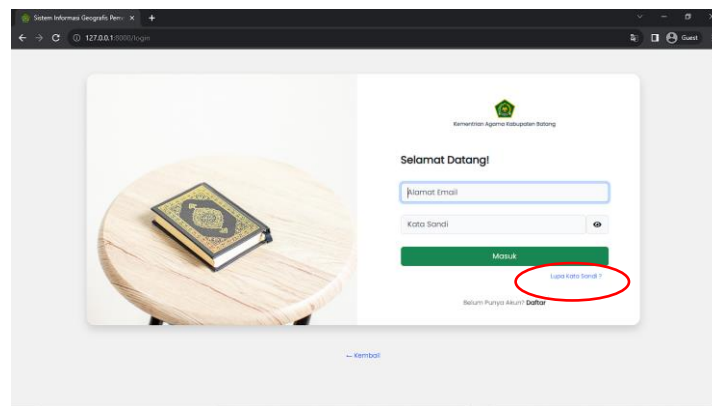 Sistem Informasi Geografis Pem
127.0.0.1:8000/login
Guest
Kementrian Agama Kabupaten Batang
Selamat Datang!
Alamat Email
Kata Sandi
Masuk
Lupa Kata Sandi ?
Belum Punya Akun? Daftar
← Kembali